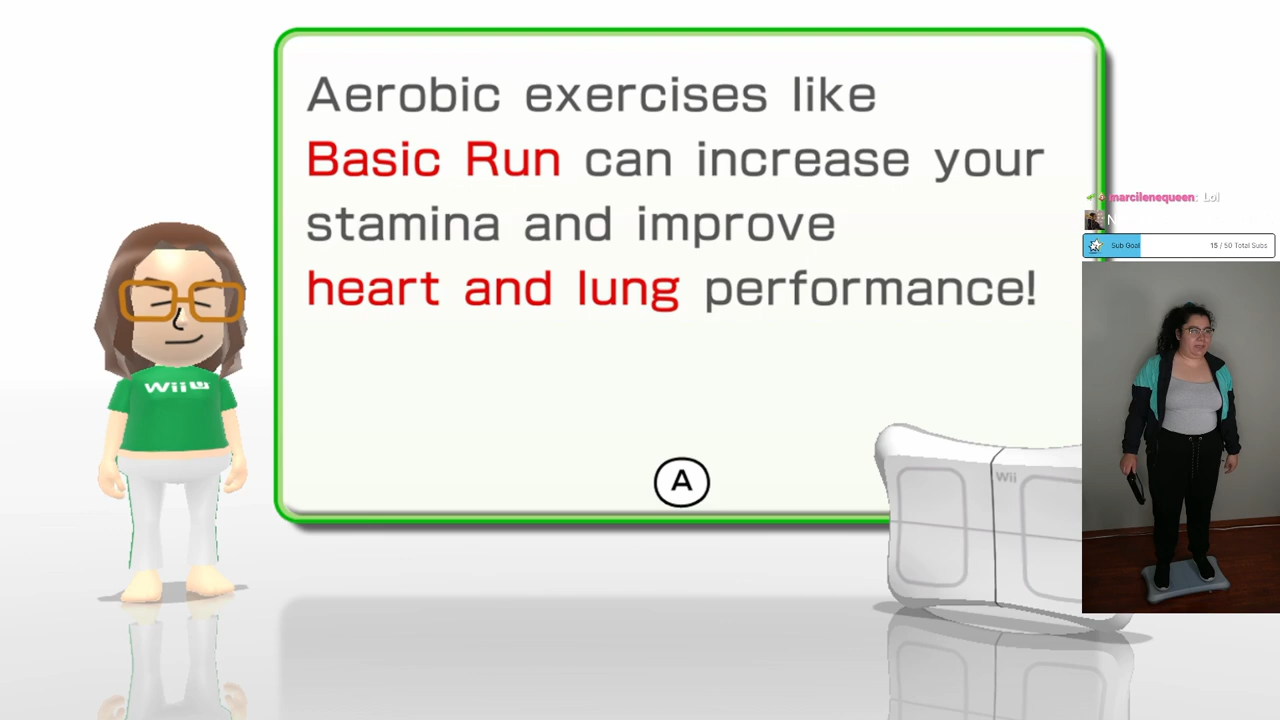 Aerobic exercises like
Basic Run can increase your
stamina and improve
heart and lung performance!
A
Wii U
Wii
marcilenequeen: Lol
Sub Goal
15 / 50 Total Subs